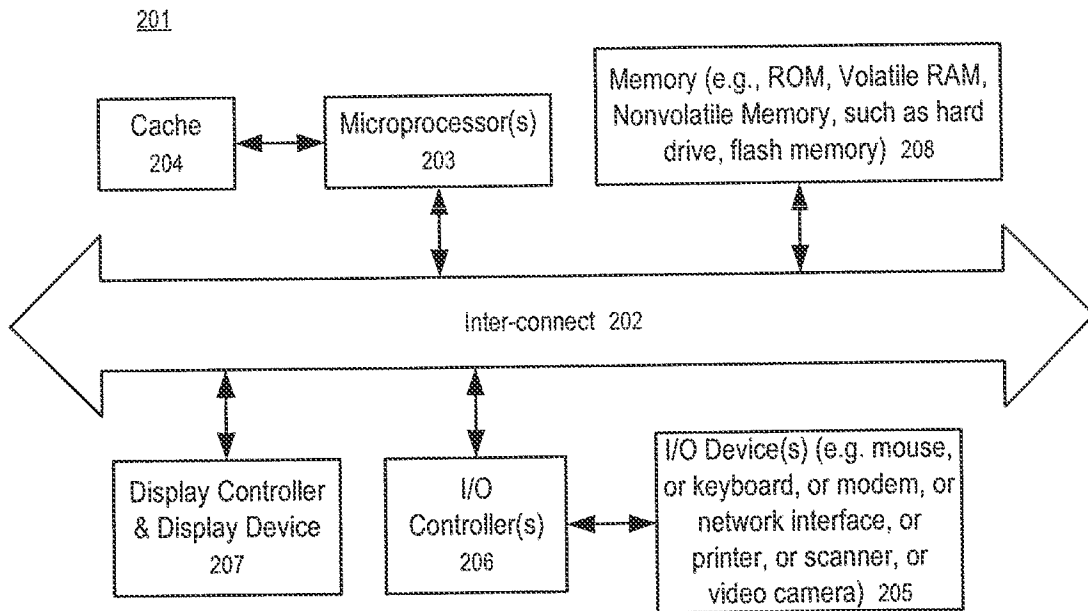 201
Cache
204
Microprocessor(s)
203
Memory (e.g., ROM, Volatile RAM,
Nonvolatile Memory, such as hard
drive, flash memory) 208
Inter-connect 202
Display Controller
& Display Device
207
I/O
Controller(s)
206
I/O Device(s) (e.g. mouse,
or keyboard, or modem, or
network interface, or
printer, or scanner, or
video camera) 205